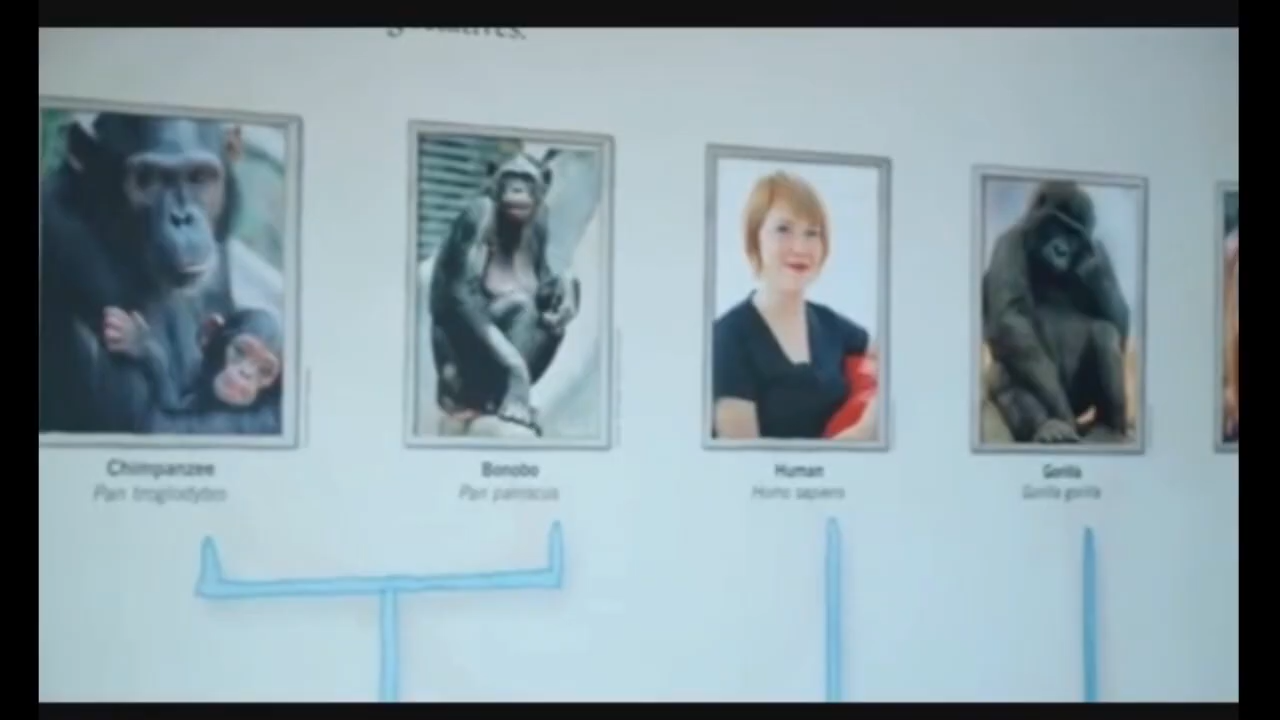 Chimpanzee
Pan troglodytes
Bonobo
Pan paniscus
Human
Homo sapiens
Gorilla
Gorilla gorilla